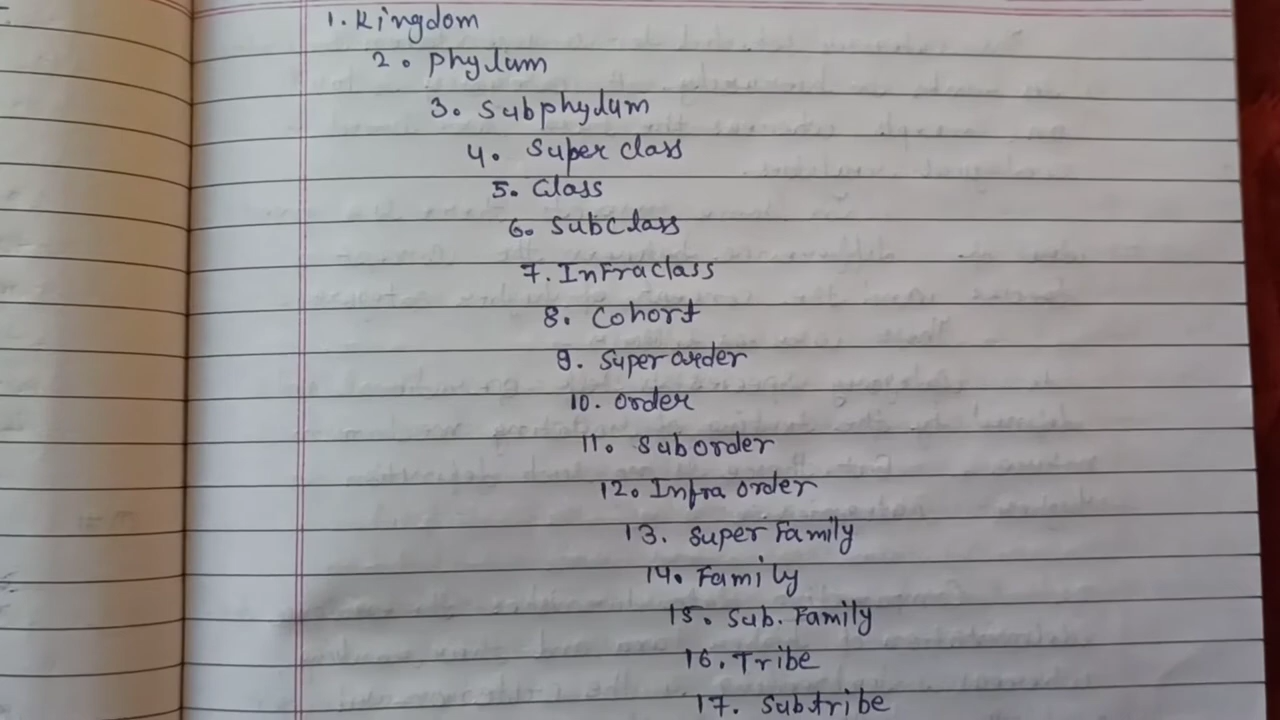 1. Kingdom
2. Phylum
3. Subphylum
4. Super class
5. Class
6. Subclass
7. Infraclass
8. Cohort
9. Super order
10. Order
11. Sub order
12. Infra order
13. Super Family
14. Family
15. Sub. Family
16. Tribe
17. Subtribe